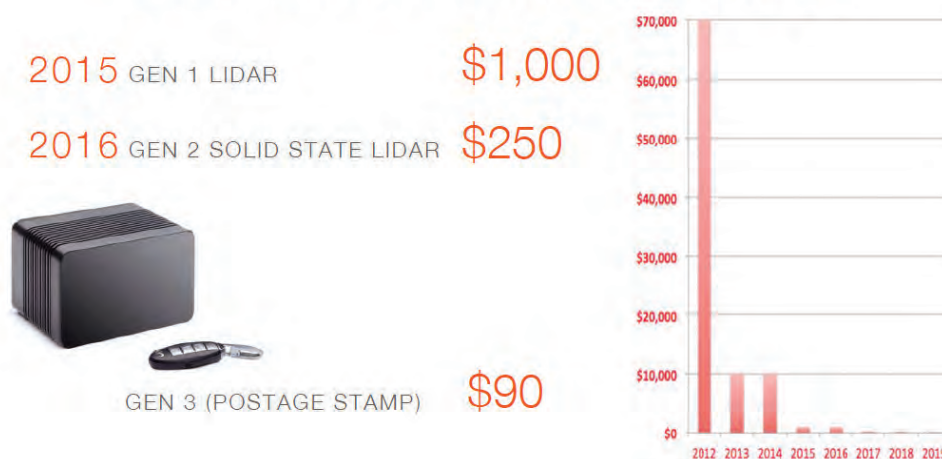 2015 GEN 1 LIDAR $1,000
2016 GEN 2 SOLID STATE LIDAR $250
GEN 3 (POSTAGE STAMP) $90
$70,000
$60,000
$50,000
$40,000
$30,000
$20,000
$10,000
$0
2012 2013 2014 2015 2016 2017 2018